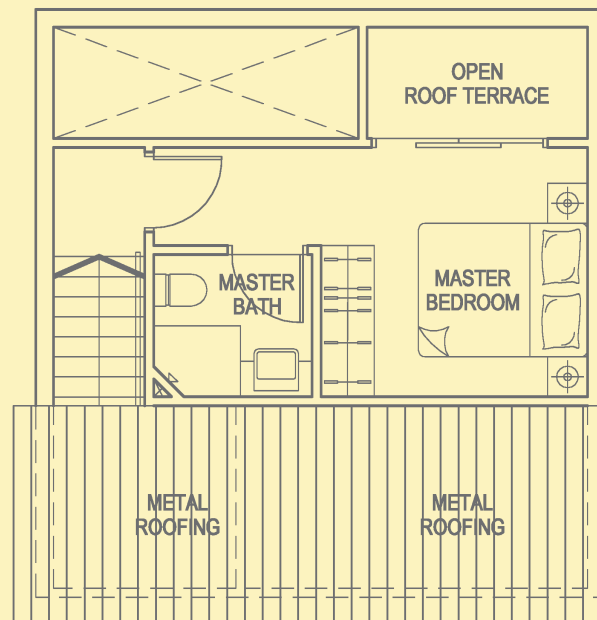 OPEN
ROOF TERRACE
MASTER
BATH
MASTER
BEDROOM
METAL
ROOFING
METAL
ROOFING